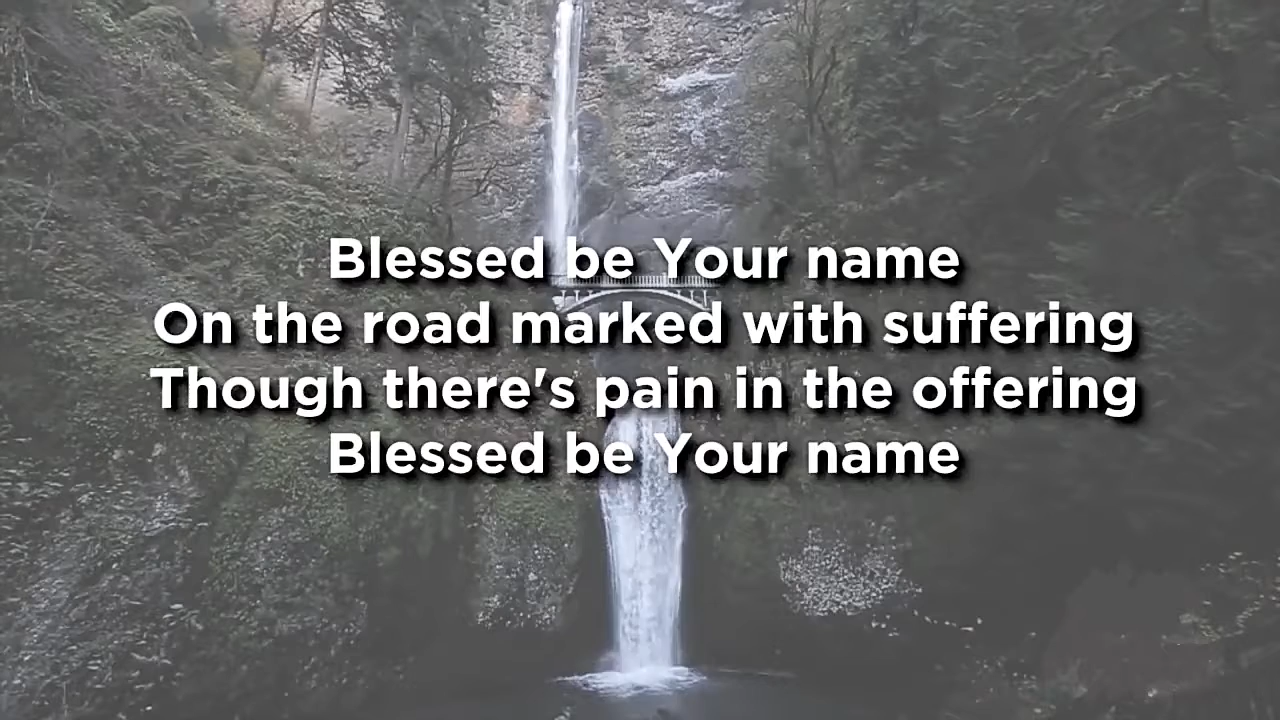 Blessed be Your name
On the road marked with suffering
Though there's pain in the offering
Blessed be Your name